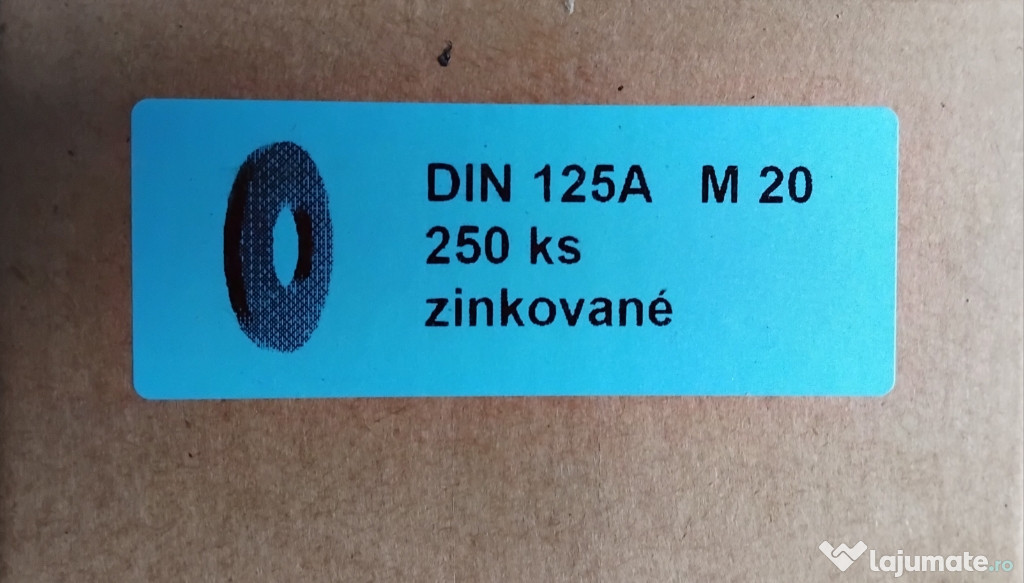 DIN 125A M 20
250 ks
zinkované
lajumate.ro